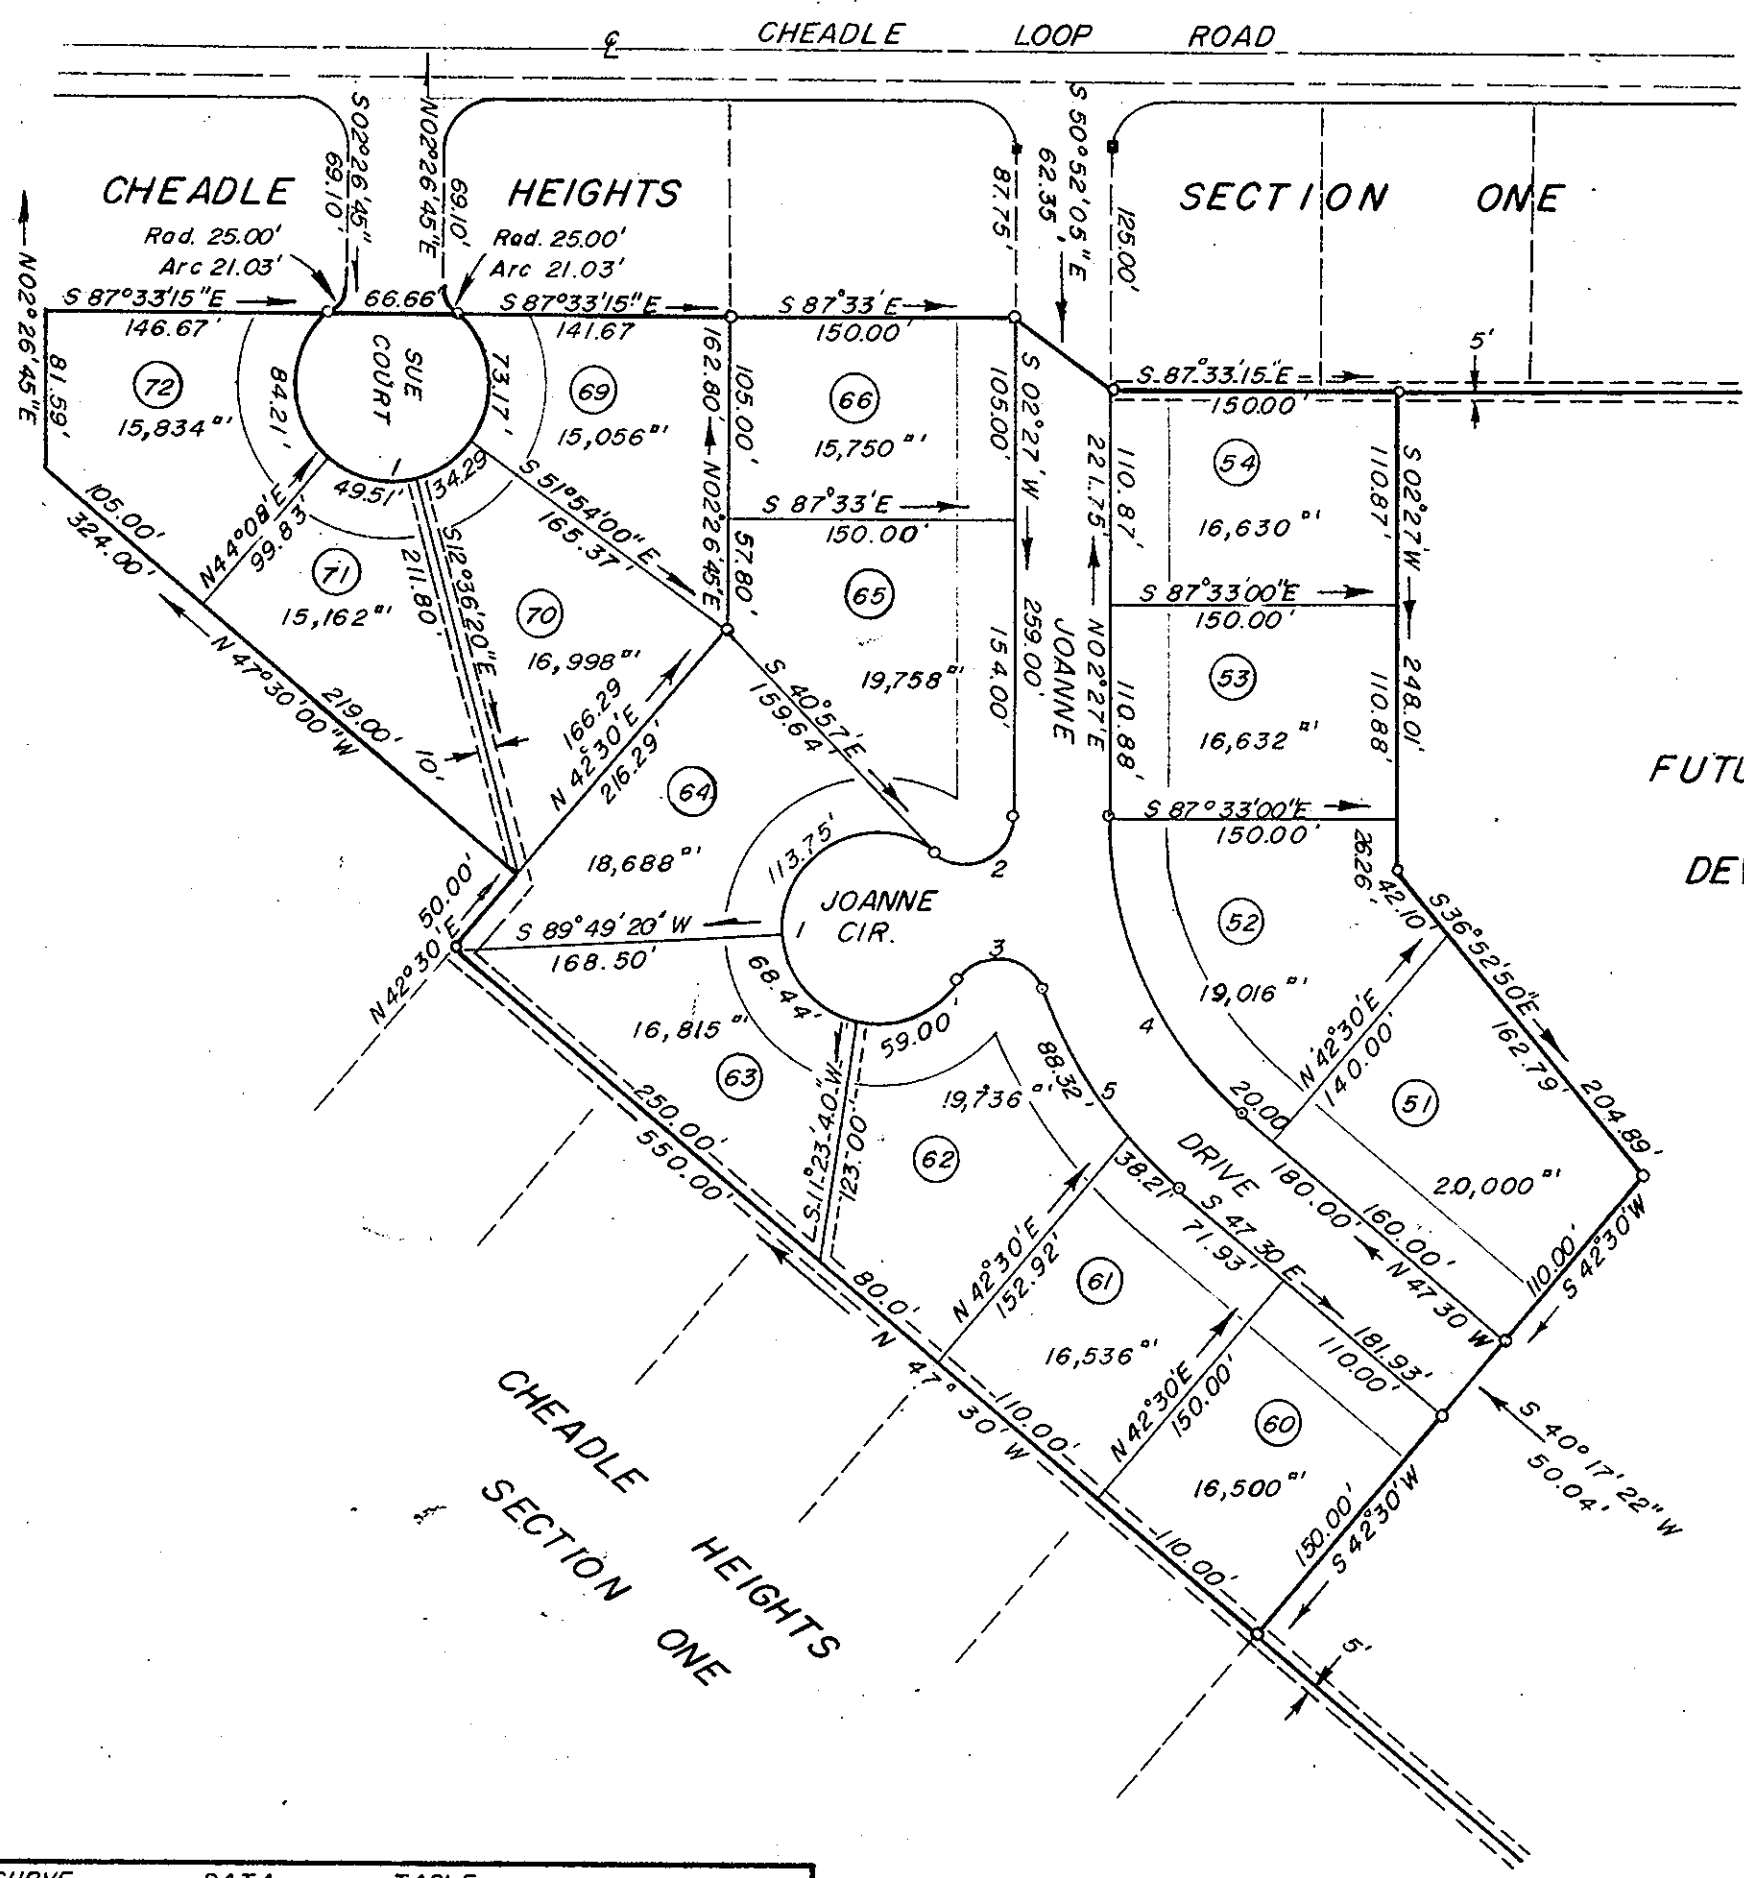 ℄
CHEADLE LOOP ROAD
S 02°26'45"
69.10'
N02°26'45"E
69.10'
S 50°52'05"E
62.35'
87.75'
125.00'
CHEADLE HEIGHTS
SECTION ONE
Rad. 25.00'
Arc 21.03'
Rad. 25.00'
Arc 21.03'
N02°26'45"E
81.59'
S 87°33'15"E
146.67'
66.66'
S 87°33'15"E
141.67
S 87°33'E
150.00'
5'
S 87°33'15"E
150.00'
SUE
COURT
72
15,834 □'
84.21'
73.17'
69
15,056 □'
162.80'
N02°26'45"E
105.00'
57.80'
66
15,750 □'
105.00'
S 02°27'W
259.00'
154.00'
S 87°33'E
150.00'
65
19,758 □'
1
49.51'
34.29
S 51°54'00"E
165.37'
105.00'
324.00'
N44°08'E
99.83'
71
15,162 □'
S12°36'20"E
211.80'
70
16,998 □'
N 47°30'00"W
219.00'
10'
166.29
N 42°30'E
216.29'
S 40°57'E
159.64'
JOANNE
221.75'
N02°27'E
110.87'
110.88'
54
16,630 □'
S 02°27'W
110.87'
248.01'
110.88'
S 87°33'00"E
150.00'
53
16,632 □'
S 87°33'00"E
150.00'
FUTU
DEV
64
18,688 □'
113.75'
2
JOANNE
CIR.
1
3
50.00'
N 42°30'E
S 89°49'20" W
168.50'
68.44'
59.00'
16,815 □'
63
S 11°23'40"W
123.00'
26.26'
42.10'
S36°52'50"E
162.79'
204.89'
52
19,016 □'
4
N 42°30'E
140.00'
51
20,000 □'
20.00
88.32'
5
19,736 □'
62
DRIVE
38.21'
S 47 30 E
71.93'
181.93'
110.00'
180.00'
160.00'
N 47 30 W
110.00'
S 42°30'W
250.00'
550.00'
80.0'
N 47° 30' W
N 42°30'E
152.92'
61
16,536 □'
110.00'
N 42°30'E
150.00'
60
16,500 □'
110.00'
150.00'
S 42°30'W
S 40°17'22"W
50.04'
5'
CHEADLE HEIGHTS
SECTION ONE
CURVE DATA TABLE